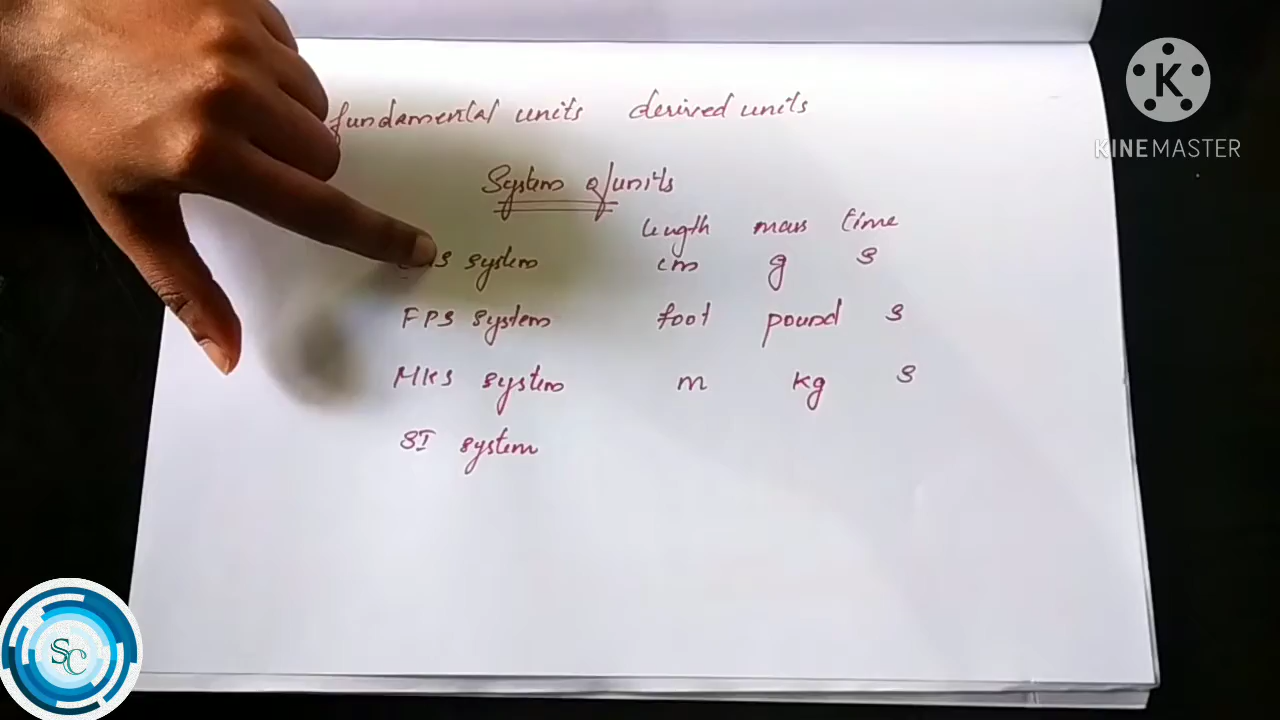 fundamental units derived units
System of units
length mass time
system cm g s
FPS system foot pound s
MKS system m kg s
SI system
KINEMASTER
K
SC